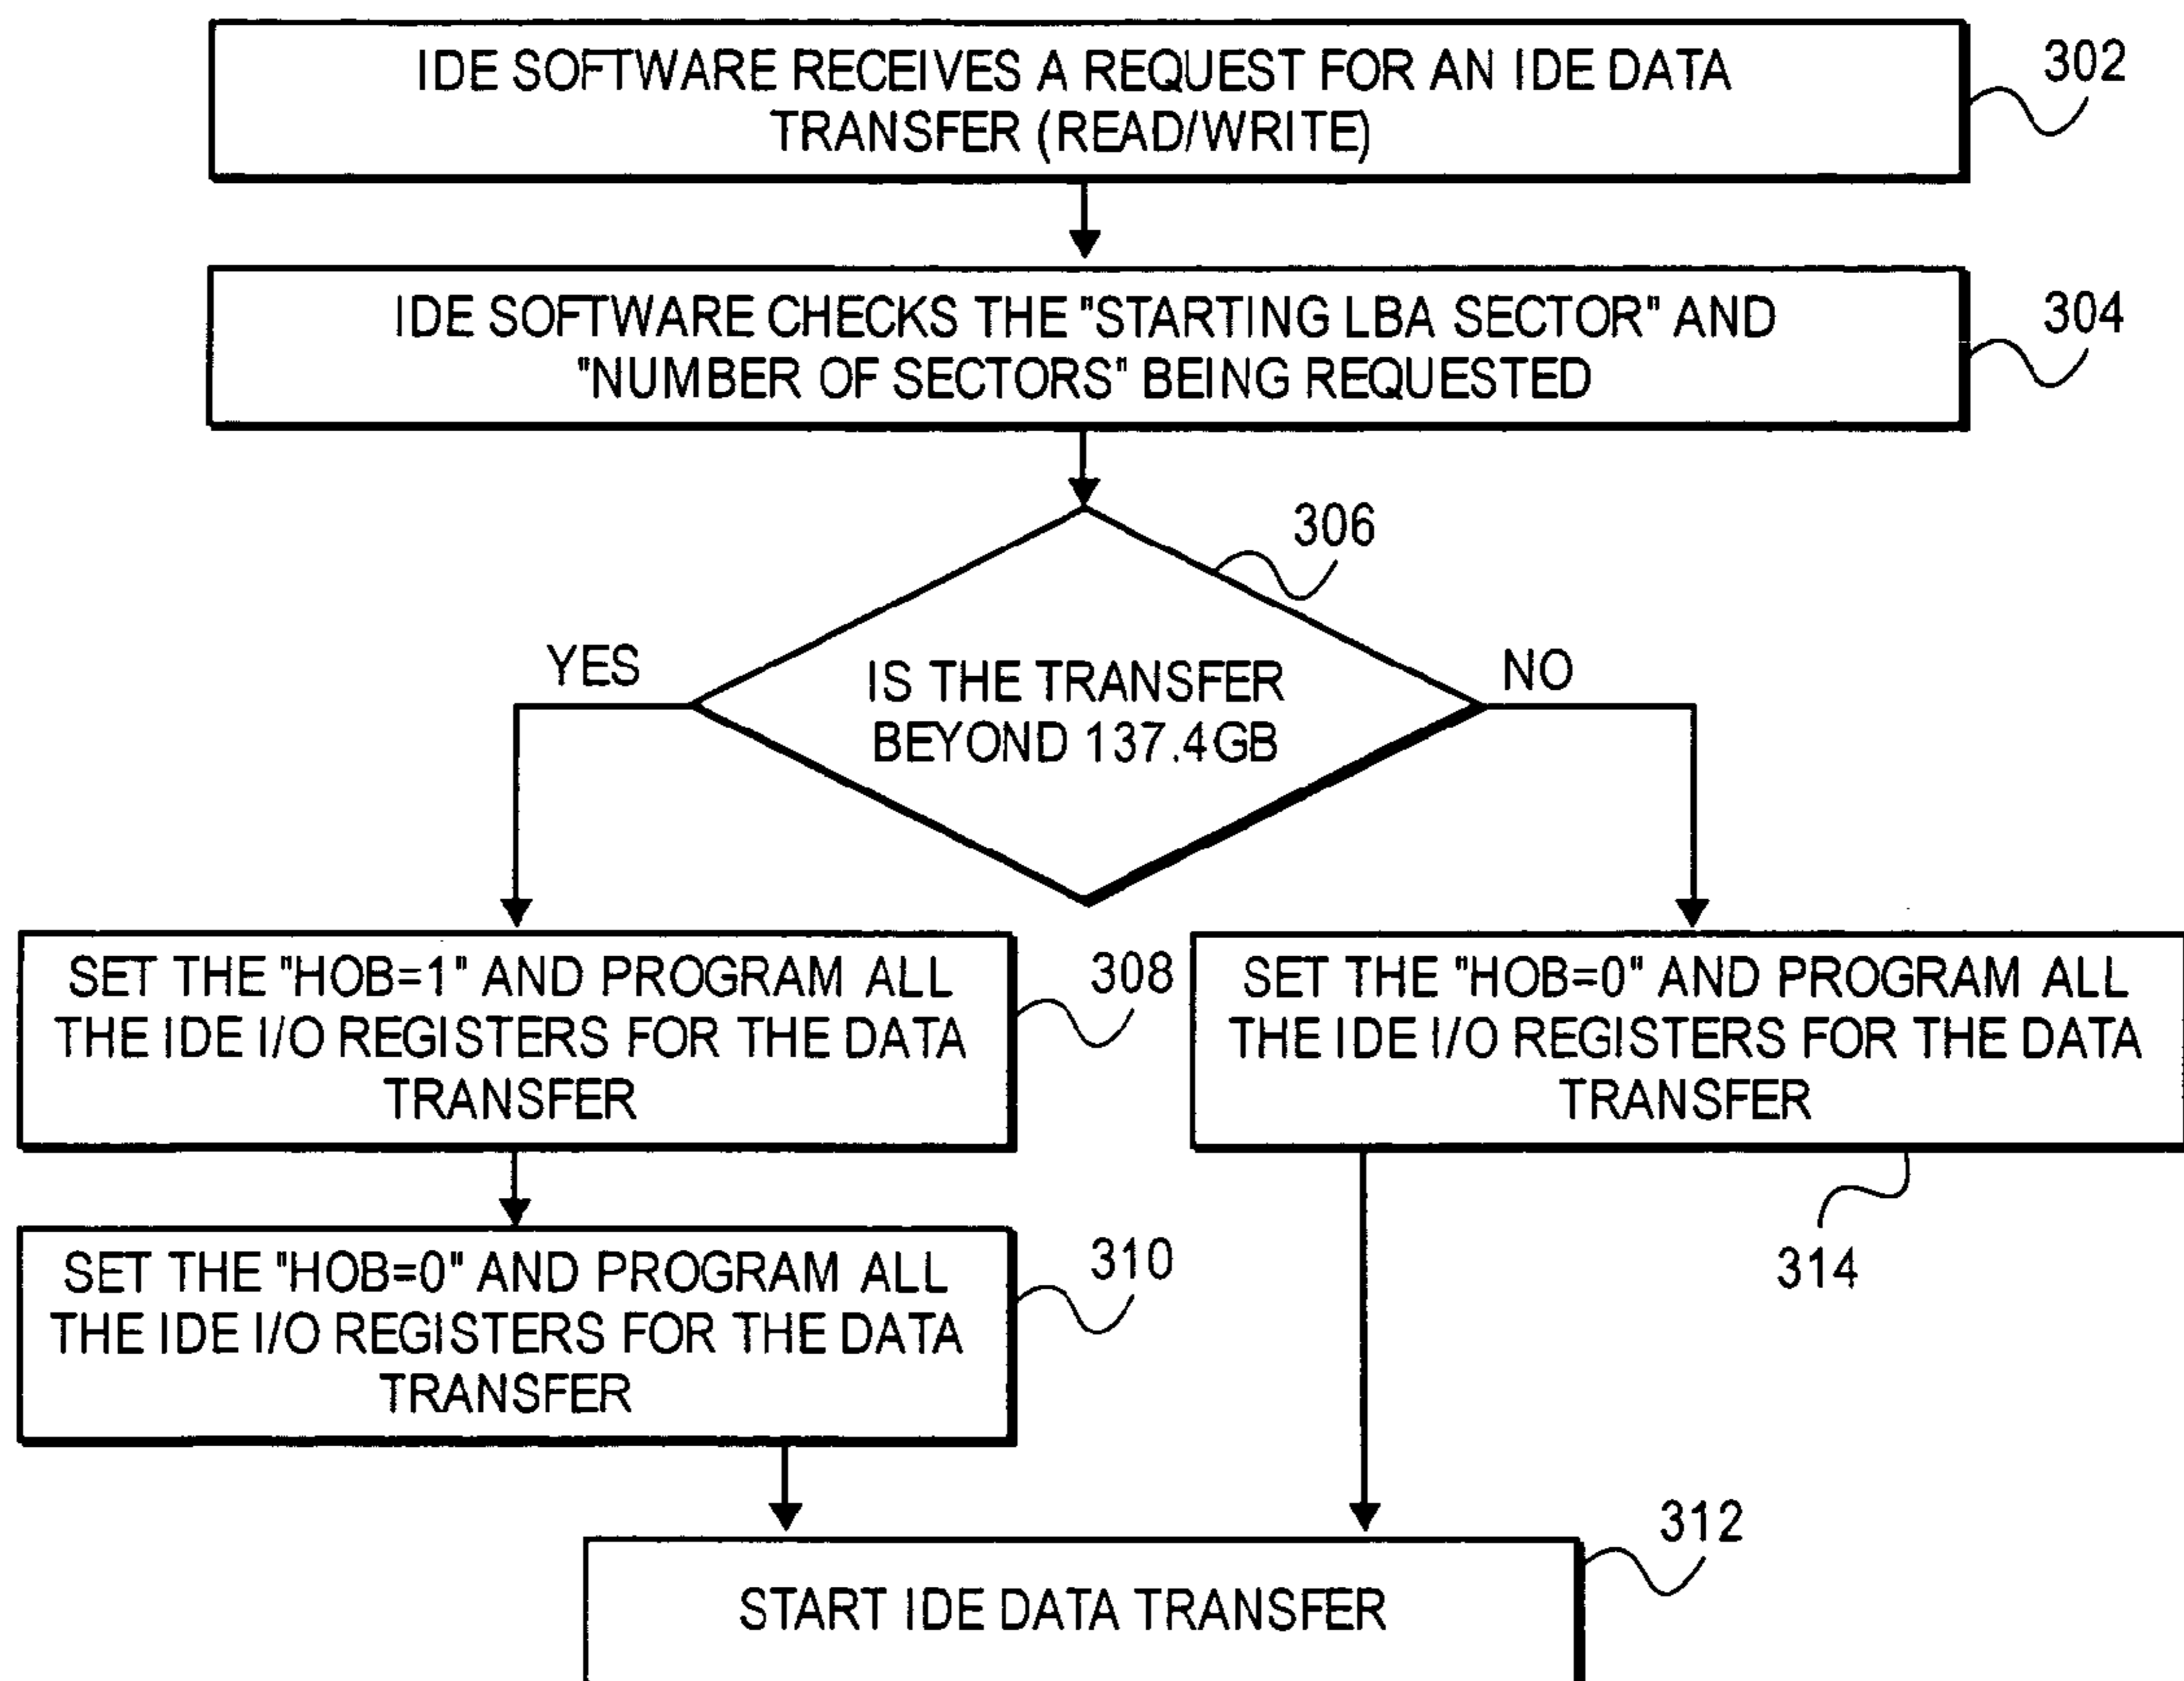 IDE SOFTWARE RECEIVES A REQUEST FOR AN IDE DATA
TRANSFER (READ/WRITE)
302
IDE SOFTWARE CHECKS THE "STARTING LBA SECTOR" AND
"NUMBER OF SECTORS" BEING REQUESTED
304
306
YES
IS THE TRANSFER
BEYOND 137.4GB
NO
SET THE "HOB=1" AND PROGRAM ALL
THE IDE I/O REGISTERS FOR THE DATA
TRANSFER
308
SET THE "HOB=0" AND PROGRAM ALL
THE IDE I/O REGISTERS FOR THE DATA
TRANSFER
314
SET THE "HOB=0" AND PROGRAM ALL
THE IDE I/O REGISTERS FOR THE DATA
TRANSFER
310
312
START IDE DATA TRANSFER